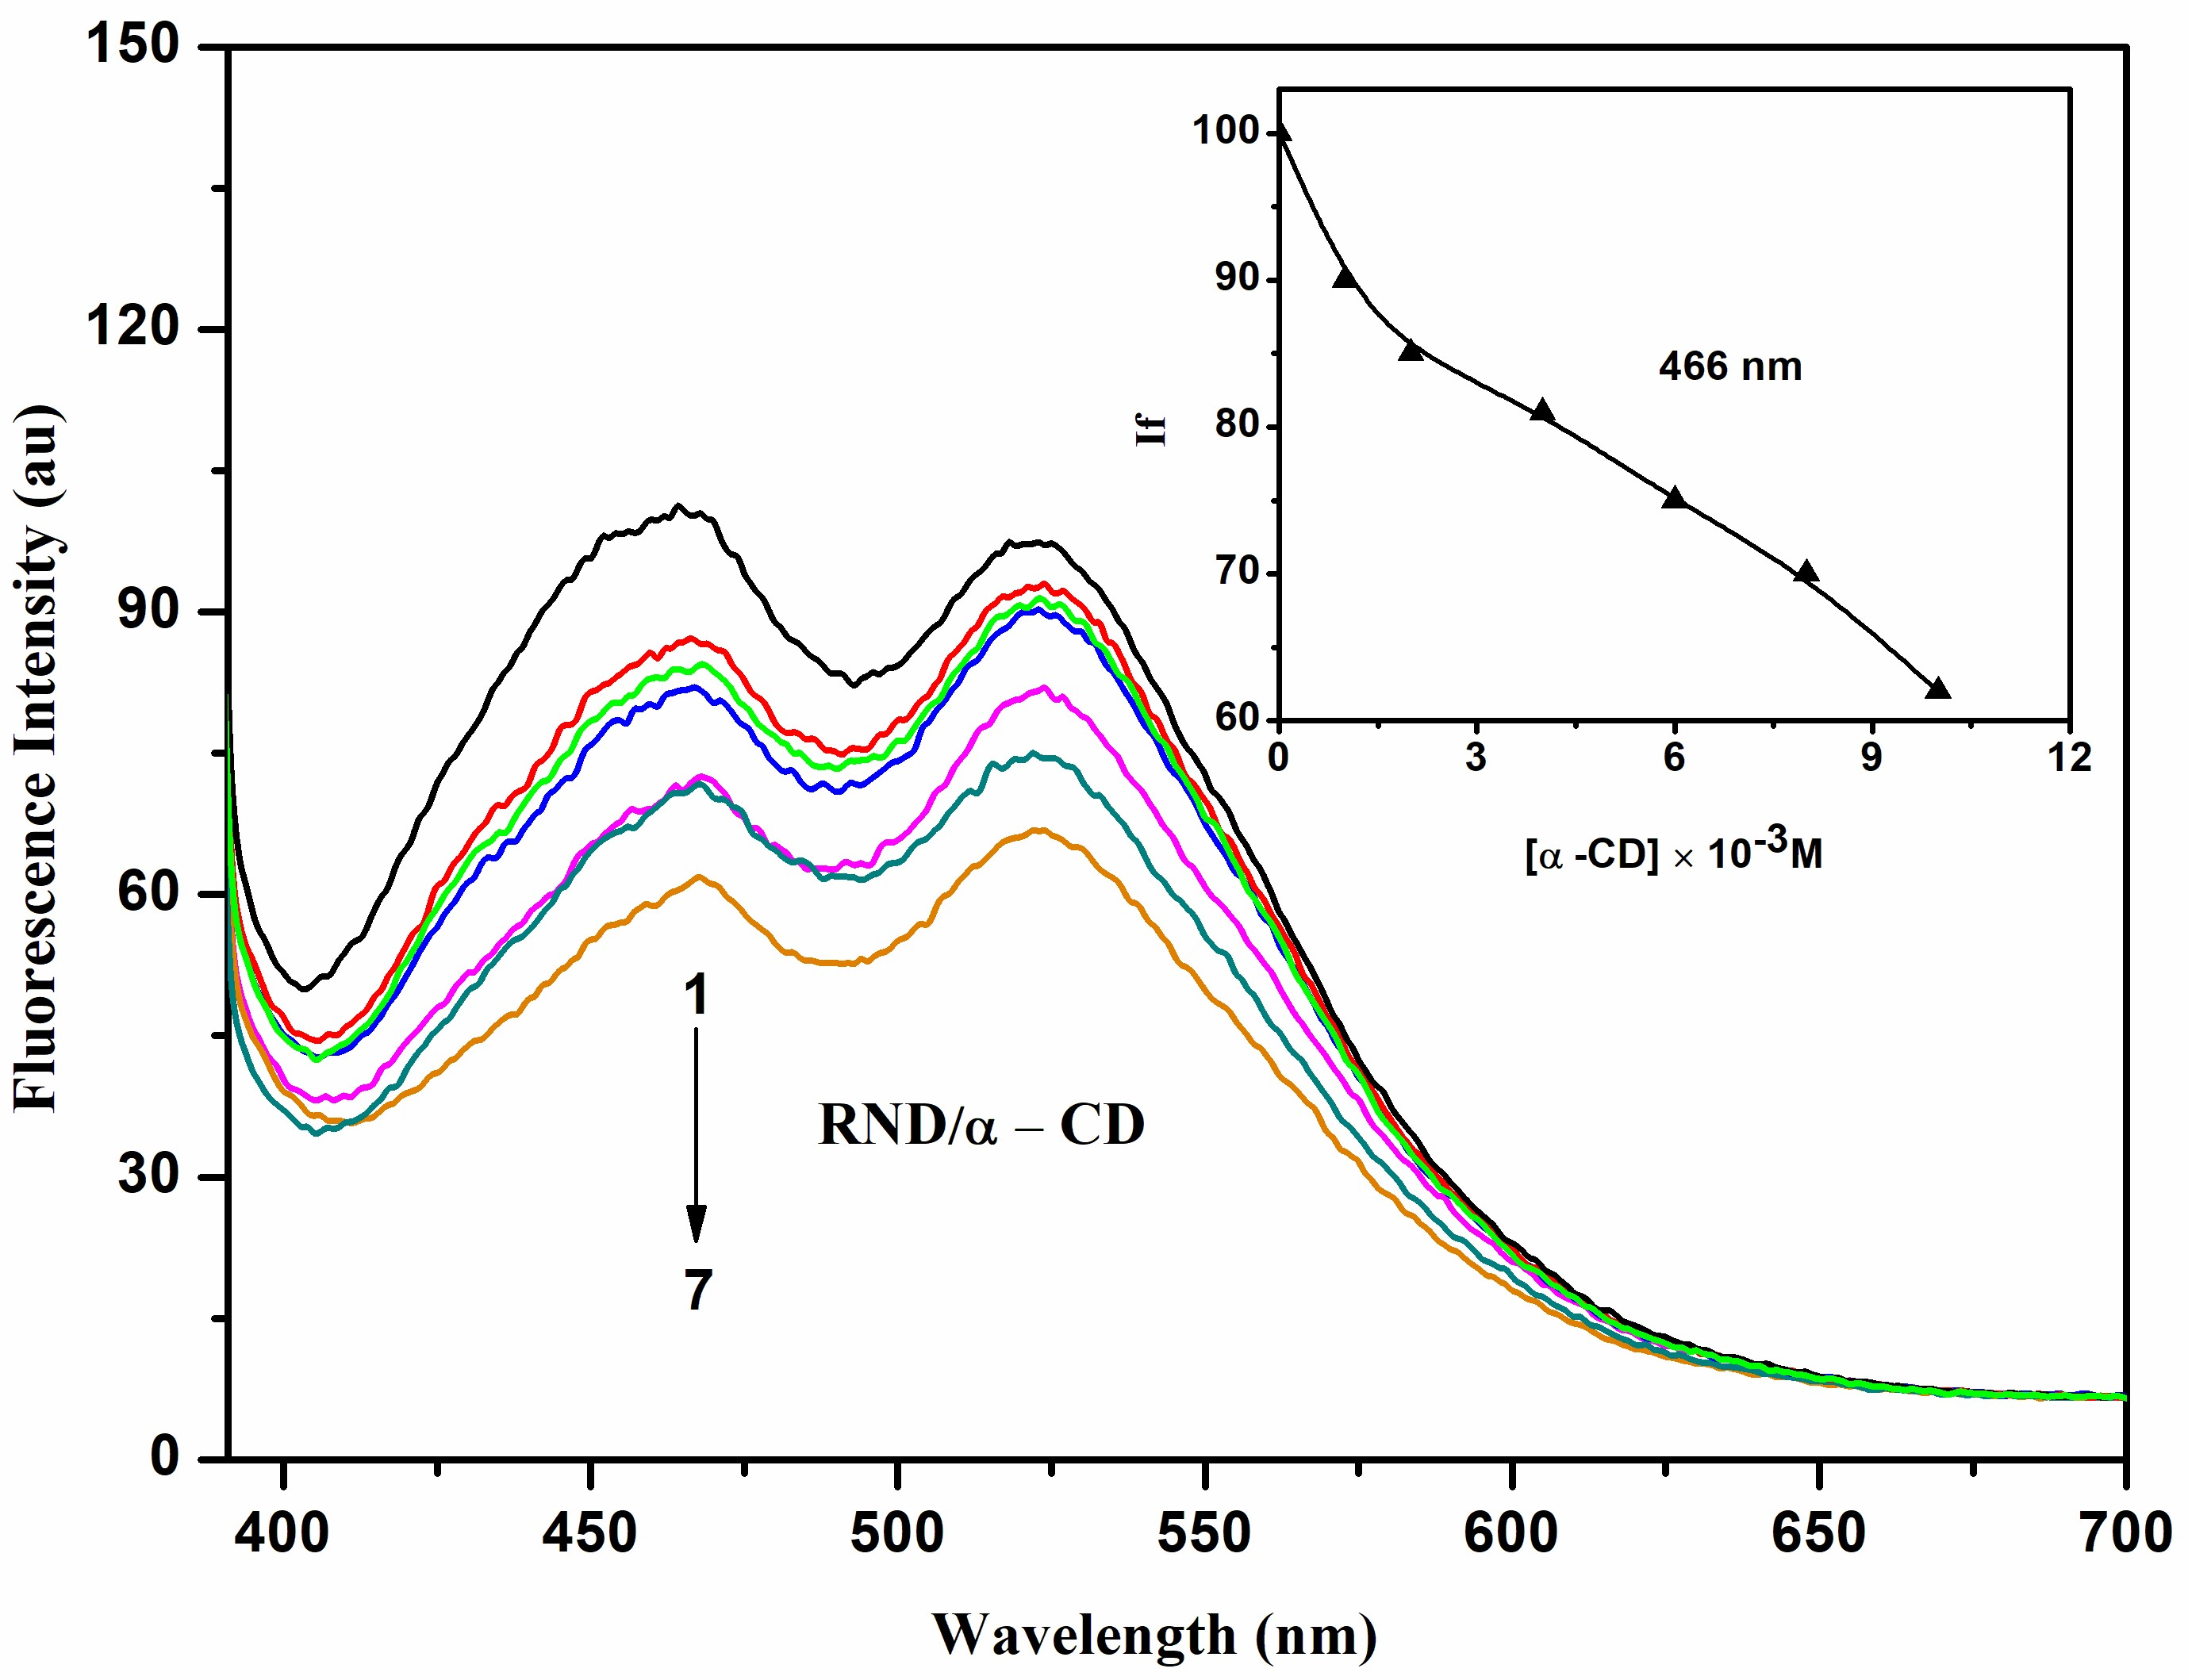 150
120
90
60
30
0
Fluorescence Intensity (au)
400 450 500 550 600 650 700
Wavelength (nm)
1
7
RND/α – CD
100
90
80
70
60
If
466 nm
0 3 6 9 12
[α -CD] × 10⁻³M